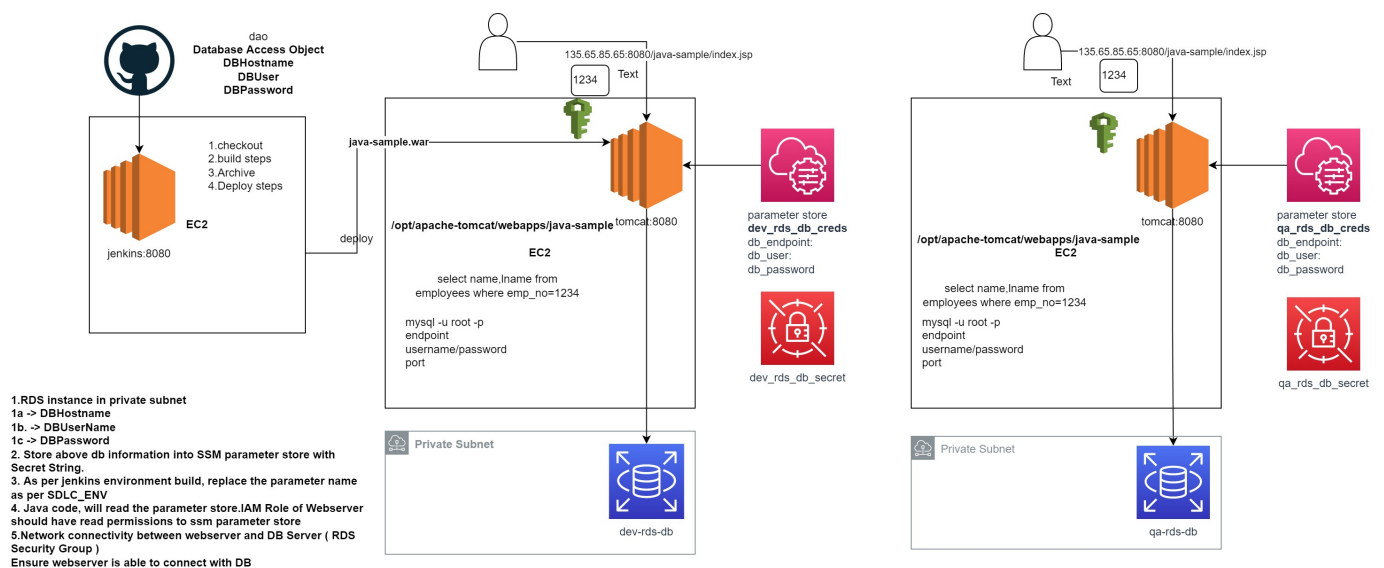 dao
Database Access Object
DBHostname
DBUser
DBPassword
1.checkout
2.build steps
3.Archive
4.Deploy steps
EC2
jenkins:8080
deploy
java-sample.war
135.65.85.65:8080/java-sample/index.jsp
Text
1234
tomcat:8080
/opt/apache-tomcat/webapps/java-sample
EC2
select name,lname from
employees where emp_no=1234
mysql -u root -p
endpoint
username/password
port
parameter store
dev_rds_db_creds
db_endpoint:
db_user:
db_password
dev_rds_db_secret
Private Subnet
dev-rds-db
135.65.85.65:8080/java-sample/index.jsp
Text
1234
tomcat:8080
/opt/apache-tomcat/webapps/java-sample
EC2
select name,lname from
employees where emp_no=1234
mysql -u root -p
endpoint
username/password
port
parameter store
qa_rds_db_creds
db_endpoint:
db_user:
db_password
qa_rds_db_secret
Private Subnet
qa-rds-db
1.RDS instance in private subnet
1a -> DBHostname
1b. -> DBUserName
1c -> DBPassword
2. Store above db information into SSM parameter store with
Secret String.
3. As per jenkins environment build, replace the parameter name
as per SDLC_ENV
4. Java code, will read the parameter store.IAM Role of Webserver
should have read permissions to ssm parameter store
5.Network connectivity between webserver and DB Server ( RDS
Security Group )
Ensure webserver is able to connect with DB